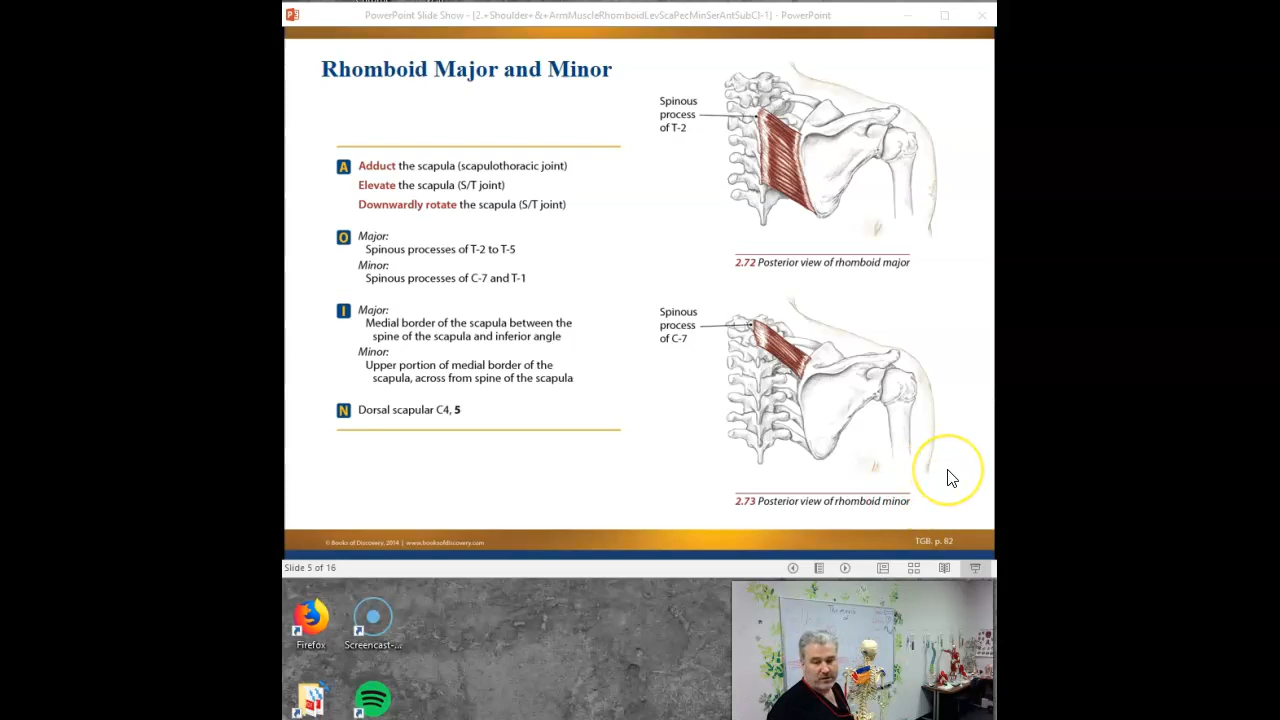 PowerPoint Slide Show - [2.+Shoulder+&+ArmMuscleRhomboidLevScaPecMinSerAntSubCl-1] - PowerPoint
Rhomboid Major and Minor
A Adduct the scapula (scapulothoracic joint)
Elevate the scapula (S/T joint)
Downwardly rotate the scapula (S/T joint)
O Major:
Spinous processes of T-2 to T-5
Minor:
Spinous processes of C-7 and T-1
I Major:
Medial border of the scapula between the
spine of the scapula and inferior angle
Minor:
Upper portion of medial border of the
scapula, across from spine of the scapula
N Dorsal scapular C4, 5
Spinous
process
of T-2
2.72 Posterior view of rhomboid major
Spinous
process
of C-7
2.73 Posterior view of rhomboid minor
© Books of Discovery, 2014 | www.booksofdiscovery.com
TGB. p. 82
Slide 5 of 16
Firefox
Screencast-...